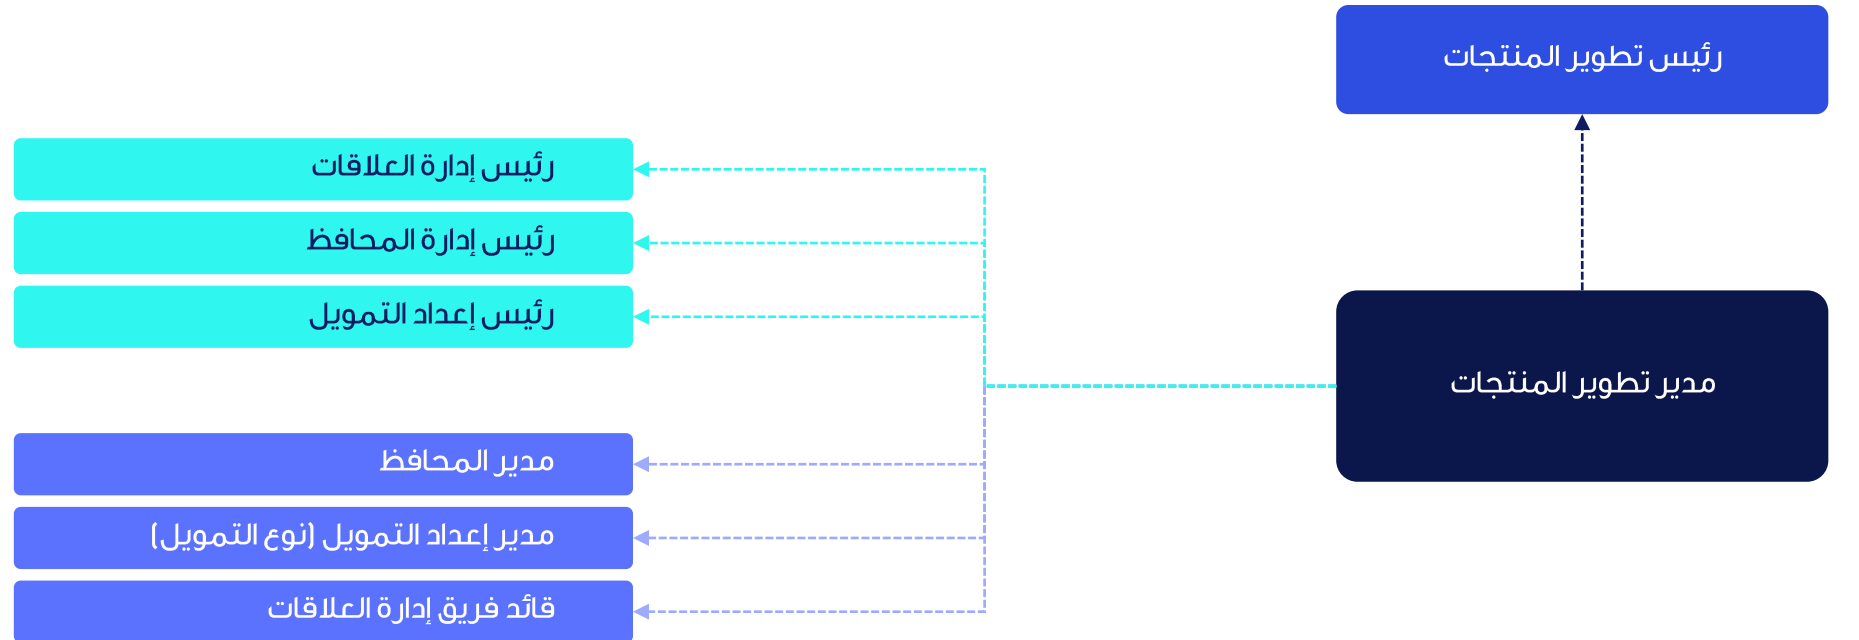 رئيس تطوير المنتجات
مدير تطوير المنتجات
رئيس إدارة العلاقات
رئيس إدارة المحافظ
رئيس إعداد التمويل
مدير المحافظ
مدير إعداد التمويل (نوع التمويل)
قائد فريق إدارة العلاقات